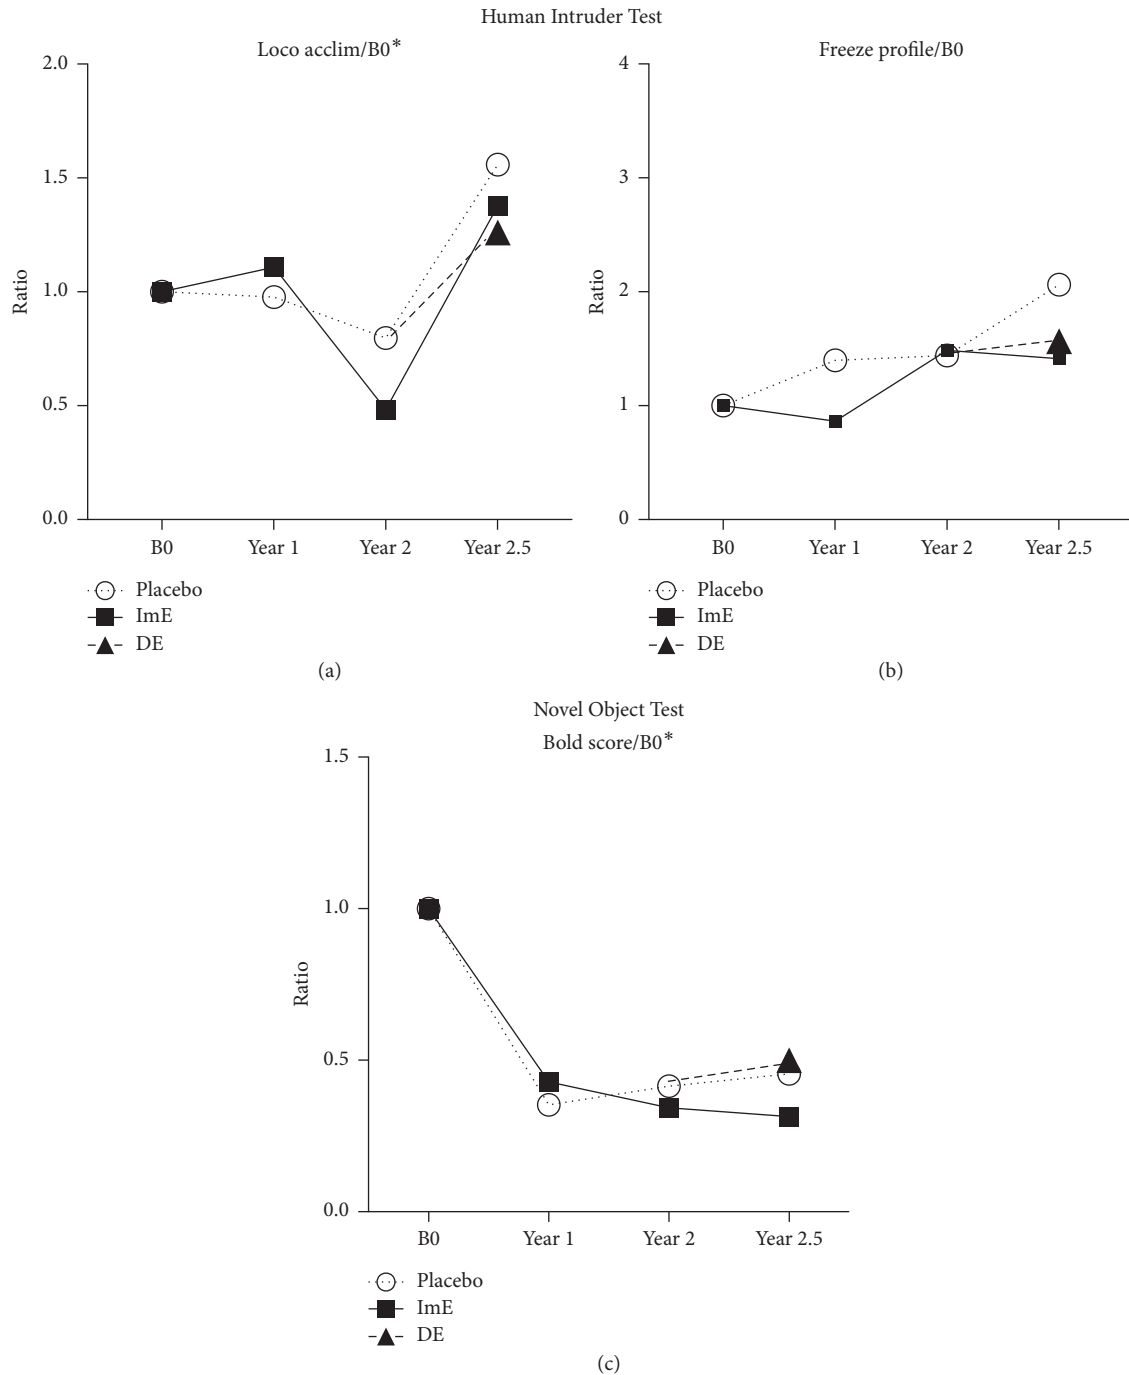 Human Intruder Test
Loco acclim/B0*
2.0
1.5
1.0
0.5
0.0
Ratio
B0 Year 1 Year 2 Year 2.5
Placebo
ImE
DE
(a)
Freeze profile/B0
4
3
2
1
0
Ratio
B0 Year 1 Year 2 Year 2.5
Placebo
ImE
DE
(b)
Novel Object Test
Bold score/B0*
1.5
1.0
0.5
0.0
Ratio
B0 Year 1 Year 2 Year 2.5
Placebo
ImE
DE
(c)